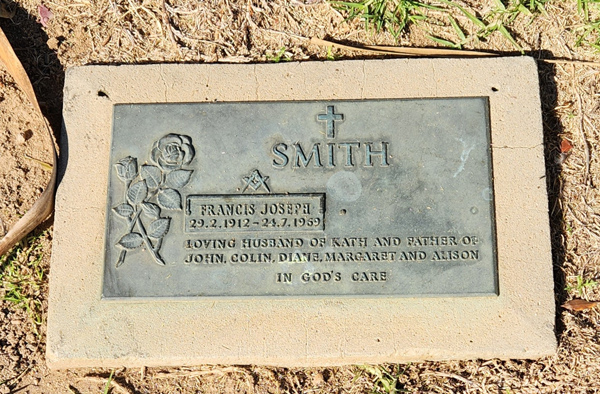 SMITH
FRANCIS JOSEPH
29.2.1912-24.7.1969
LOVING HUSBAND OF KATH AND FATHER OF
JOHN, COLIN, DIANE, MARGARET AND ALISON
IN GOD'S CARE